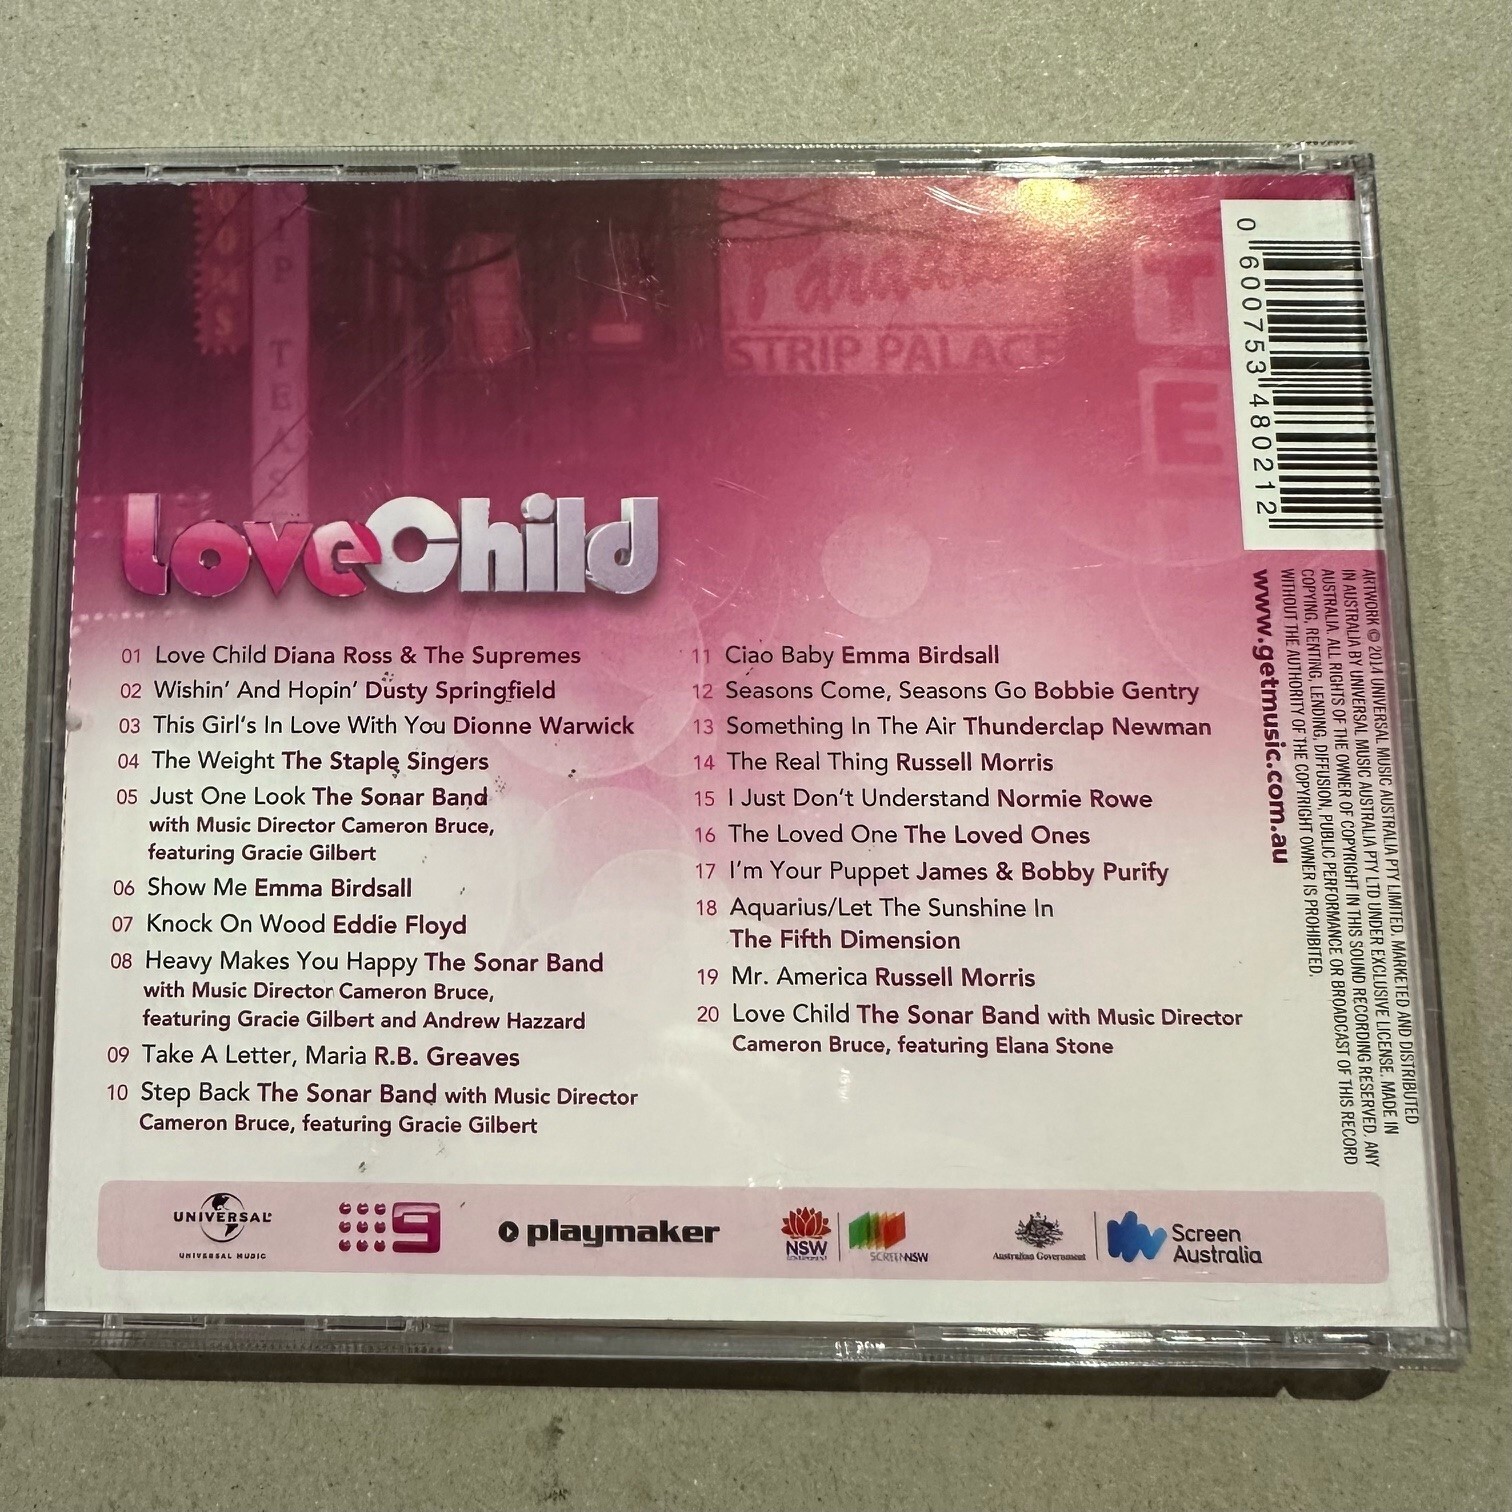 IP TEAS
STRIP PALACE
T
E
LoveChild
01 Love Child Diana Ross & The Supremes
02 Wishin' And Hopin' Dusty Springfield
03 This Girl's In Love With You Dionne Warwick
04 The Weight The Staple Singers
05 Just One Look The Sonar Band
with Music Director Cameron Bruce,
featuring Gracie Gilbert
06 Show Me Emma Birdsall
07 Knock On Wood Eddie Floyd
08 Heavy Makes You Happy The Sonar Band
with Music Director Cameron Bruce,
featuring Gracie Gilbert and Andrew Hazzard
09 Take A Letter, Maria R.B. Greaves
10 Step Back The Sonar Band with Music Director
Cameron Bruce, featuring Gracie Gilbert
11 Ciao Baby Emma Birdsall
12 Seasons Come, Seasons Go Bobbie Gentry
13 Something In The Air Thunderclap Newman
14 The Real Thing Russell Morris
15 I Just Don't Understand Normie Rowe
16 The Loved One The Loved Ones
17 I'm Your Puppet James & Bobby Purify
18 Aquarius/Let The Sunshine In
The Fifth Dimension
19 Mr. America Russell Morris
20 Love Child The Sonar Band with Music Director
Cameron Bruce, featuring Elana Stone
0 600753 480212
ARTWORK © 2014 UNIVERSAL MUSIC AUSTRALIA PTY LIMITED. MARKETED AND DISTRIBUTED
IN AUSTRALIA BY UNIVERSAL MUSIC AUSTRALIA PTY LTD UNDER EXCLUSIVE LICENSE. MADE IN
AUSTRALIA. ALL RIGHTS OF THE OWNER OF COPYRIGHT IN THIS SOUND RECORDING RESERVED. ANY
COPYING, RENTING, LENDING, DIFFUSION, PUBLIC PERFORMANCE OR BROADCAST OF THIS RECORD
WITHOUT THE AUTHORITY OF THE COPYRIGHT OWNER IS PROHIBITED.
www.getmusic.com.au
UNIVERSAL
UNIVERSAL MUSIC
9
playmaker
NSW
GOVERNMENT
SCREENNSW
Australian Government
Screen
Australia